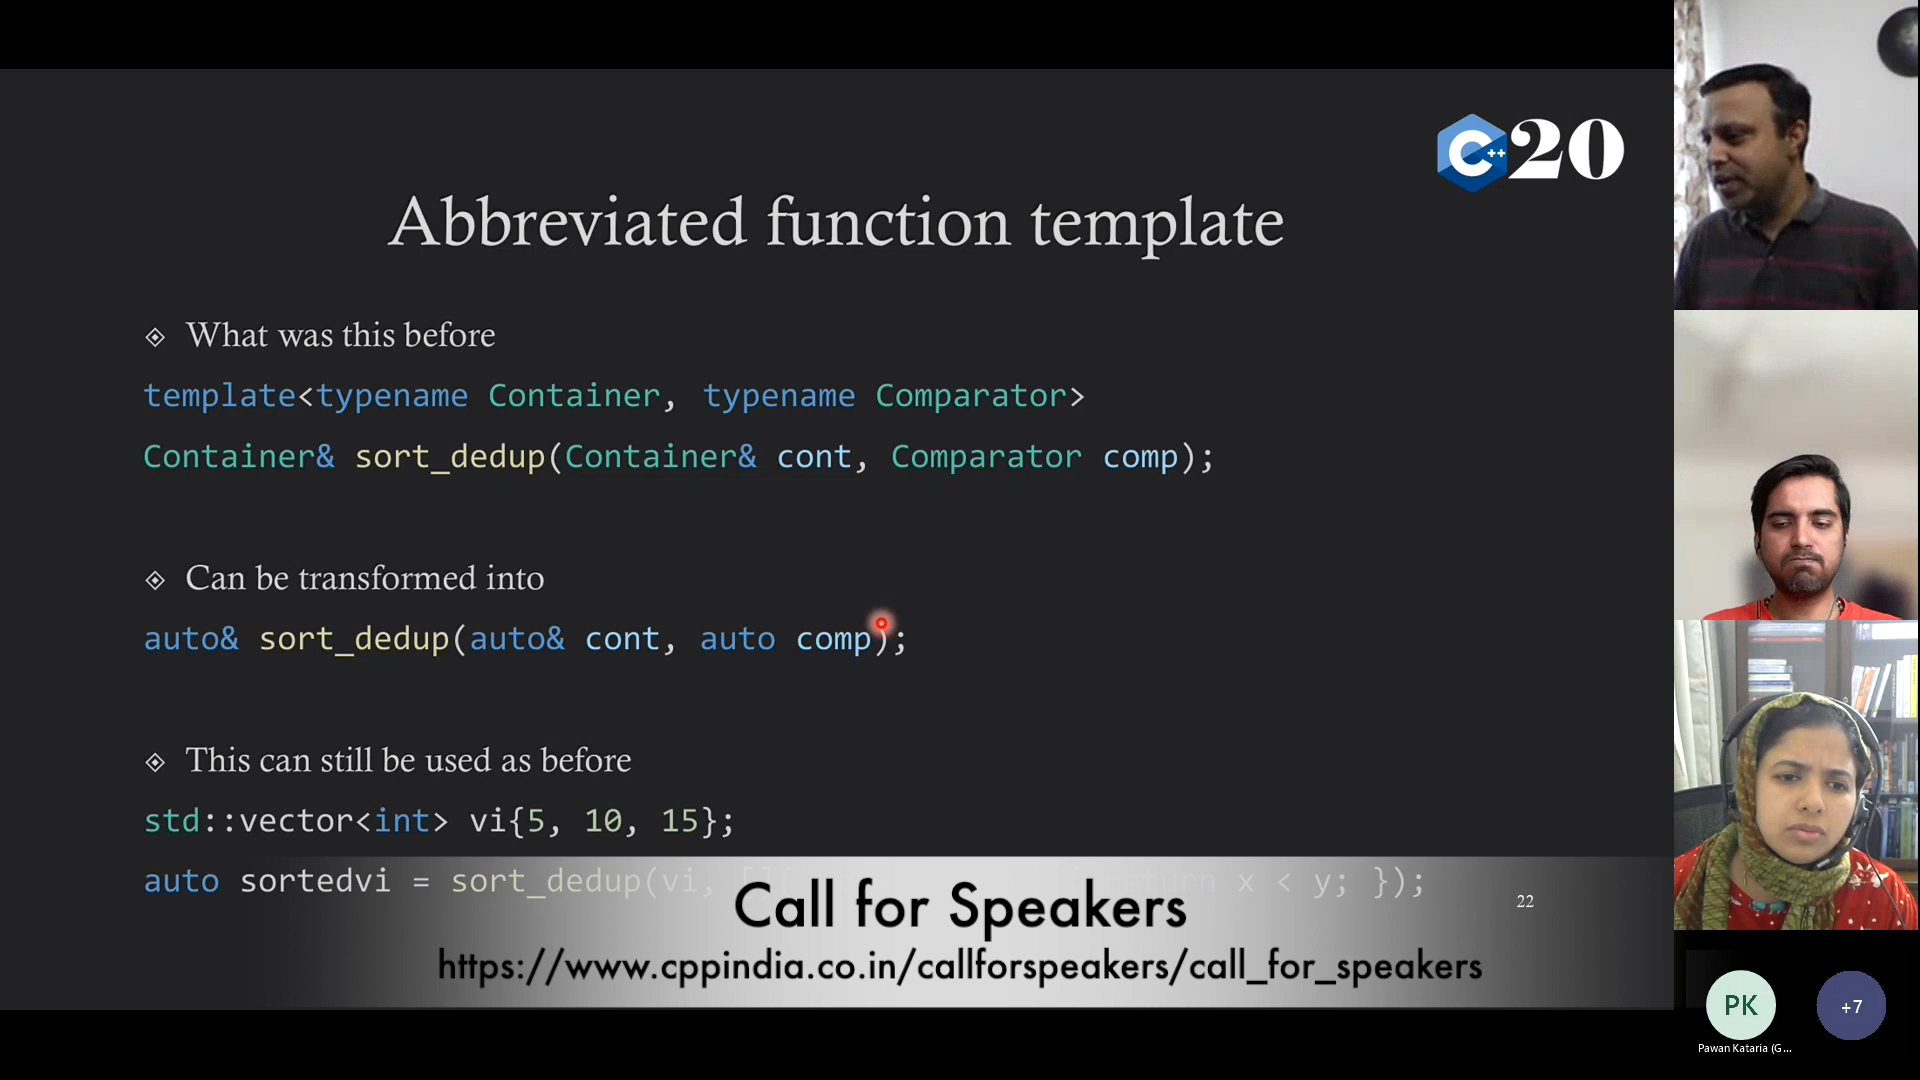 C++ 20
Abbreviated function template
What was this before
template<typename Container, typename Comparator>
Container& sort_dedup(Container& cont, Comparator comp);
Can be transformed into
auto& sort_dedup(auto& cont, auto comp);
This can still be used as before
std::vector<int> vi{5, 10, 15};
auto sortedvi = sort_dedup(vi, []( return x < y; });
22
Call for Speakers
https://www.cppindia.co.in/callforspeakers/call_for_speakers
PK
+7
Pawan Kataria (G...